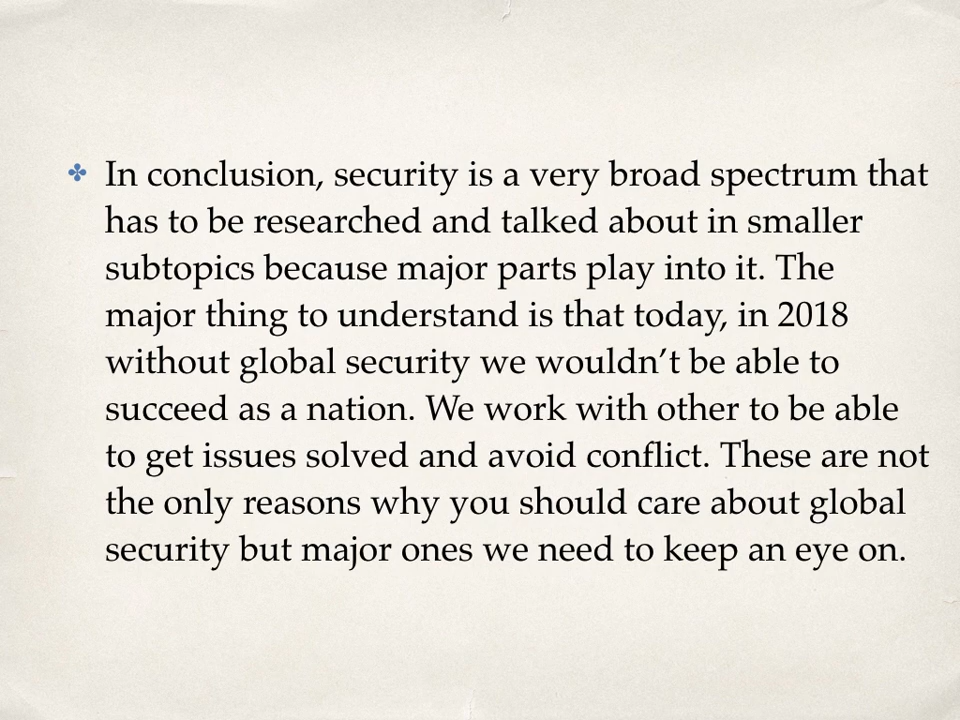 In conclusion, security is a very broad spectrum that
has to be researched and talked about in smaller
subtopics because major parts play into it. The
major thing to understand is that today, in 2018
without global security we wouldn’t be able to
succeed as a nation. We work with other to be able
to get issues solved and avoid conflict. These are not
the only reasons why you should care about global
security but major ones we need to keep an eye on.